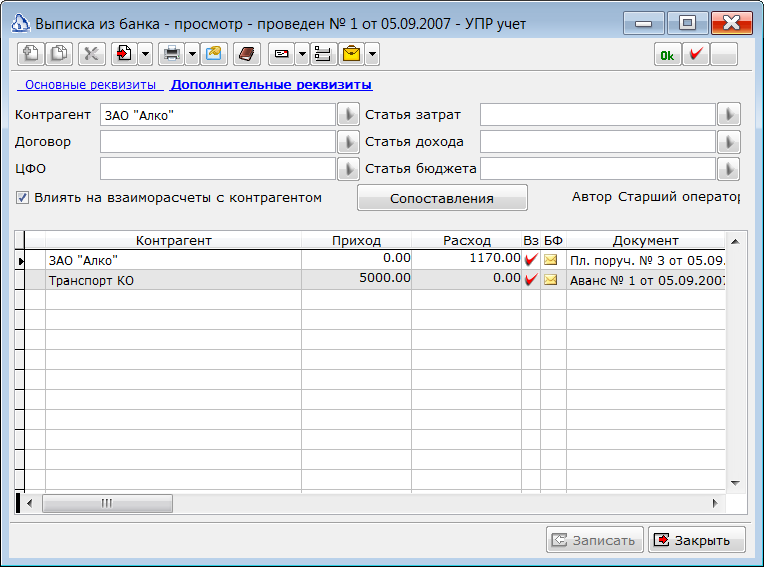 Выписка из банка - просмотр - проведен № 1 от 05.09.2007 - УПР учет
Ok
Основные реквизиты Дополнительные реквизиты
Контрагент ЗАО "Алко" Статья затрат
Договор Статья дохода
ЦФО Статья бюджета
Влиять на взаиморасчеты с контрагентом Сопоставления Автор Старший оператор
Контрагент Приход Расход Вз БФ Документ
ЗАО "Алко" 0.00 1170.00 Пл. поруч. № 3 от 05.09.
Транспорт КО 5000.00 0.00 Аванс № 1 от 05.09.2007
Записать Закрыть